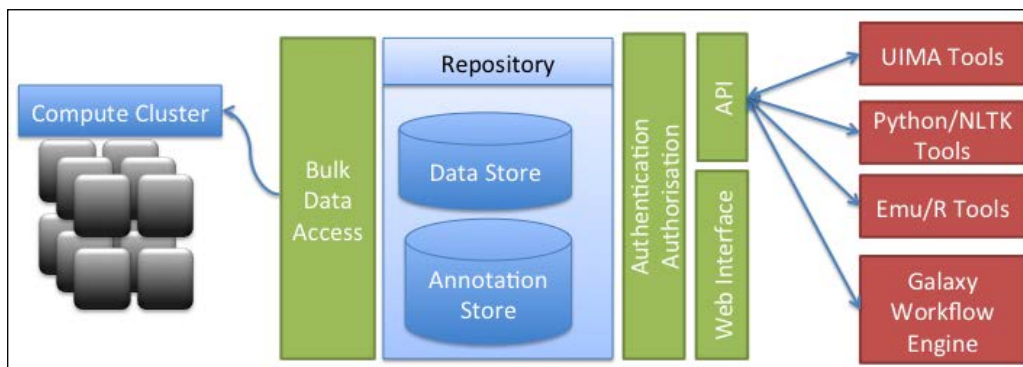 Compute Cluster
Bulk
Data
Access
Repository
Data Store
Annotation
Store
Authentication
Authorisation
API
Web Interface
UIMA Tools
Python/NLTK
Tools
Emu/R Tools
Galaxy
Workflow
Engine